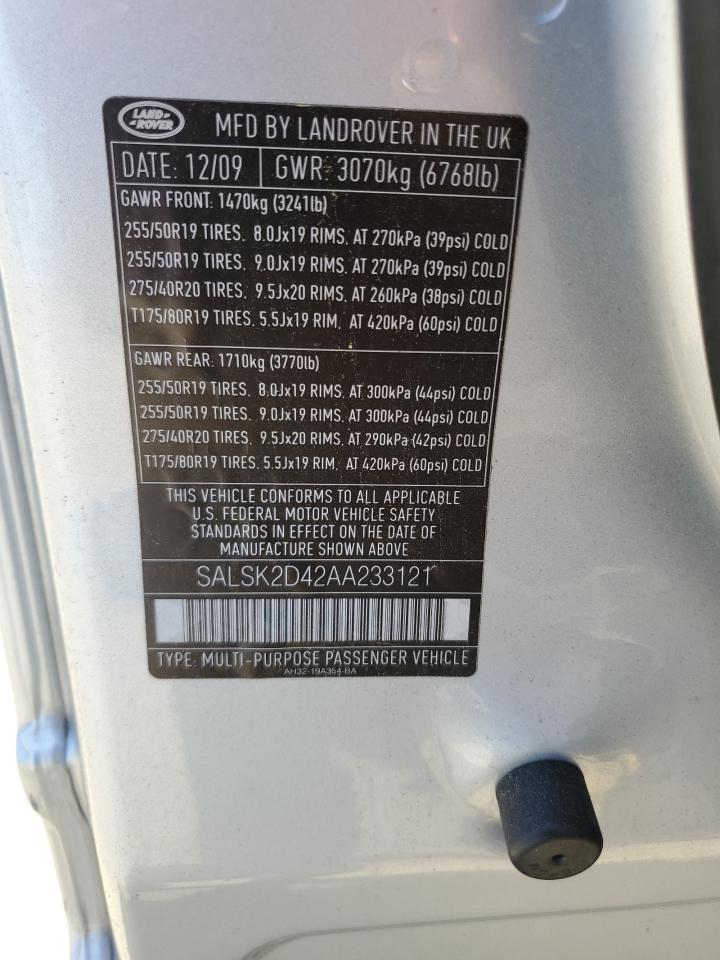 LAND ROVER
MFD BY LANDROVER IN THE UK
DATE: 12/09 GWR: 3070kg (6768lb)
GAWR FRONT: 1470kg (3241lb)
255/50R19 TIRES. 8.0Jx19 RIMS. AT 270kPa (39psi) COLD
255/50R19 TIRES. 9.0Jx19 RIMS. AT 270kPa (39psi) COLD
275/40R20 TIRES. 9.5Jx20 RIMS. AT 260kPa (38psi) COLD
T175/80R19 TIRES. 5.5Jx19 RIM. AT 420kPa (60psi) COLD
GAWR REAR: 1710kg (3770lb)
255/50R19 TIRES. 8.0Jx19 RIMS. AT 300kPa (44psi) COLD
255/50R19 TIRES. 9.0Jx19 RIMS. AT 300kPa (44psi) COLD
275/40R20 TIRES. 9.5Jx20 RIMS. AT 290kPa (42psi) COLD
T175/80R19 TIRES. 5.5Jx19 RIM. AT 420kPa (60psi) COLD
THIS VEHICLE CONFORMS TO ALL APPLICABLE
U.S. FEDERAL MOTOR VEHICLE SAFETY
STANDARDS IN EFFECT ON THE DATE OF
MANUFACTURE SHOWN ABOVE
SALSK2D42AA233121
TYPE: MULTI-PURPOSE PASSENGER VEHICLE
AH32-19A354-BA